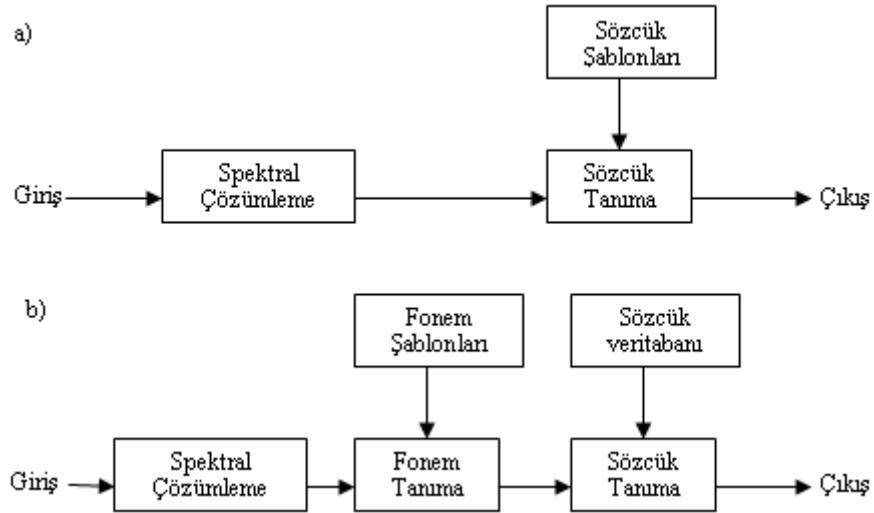 a)
Sözcük
Şablonları
Giriş
Spektral
Çözümleme
Sözcük
Tanıma
Çıkış
b)
Fonem
Şablonları
Sözcük
veritabanı
Giriş
Spektral
Çözümleme
Fonem
Tanıma
Sözcük
Tanıma
Çıkış